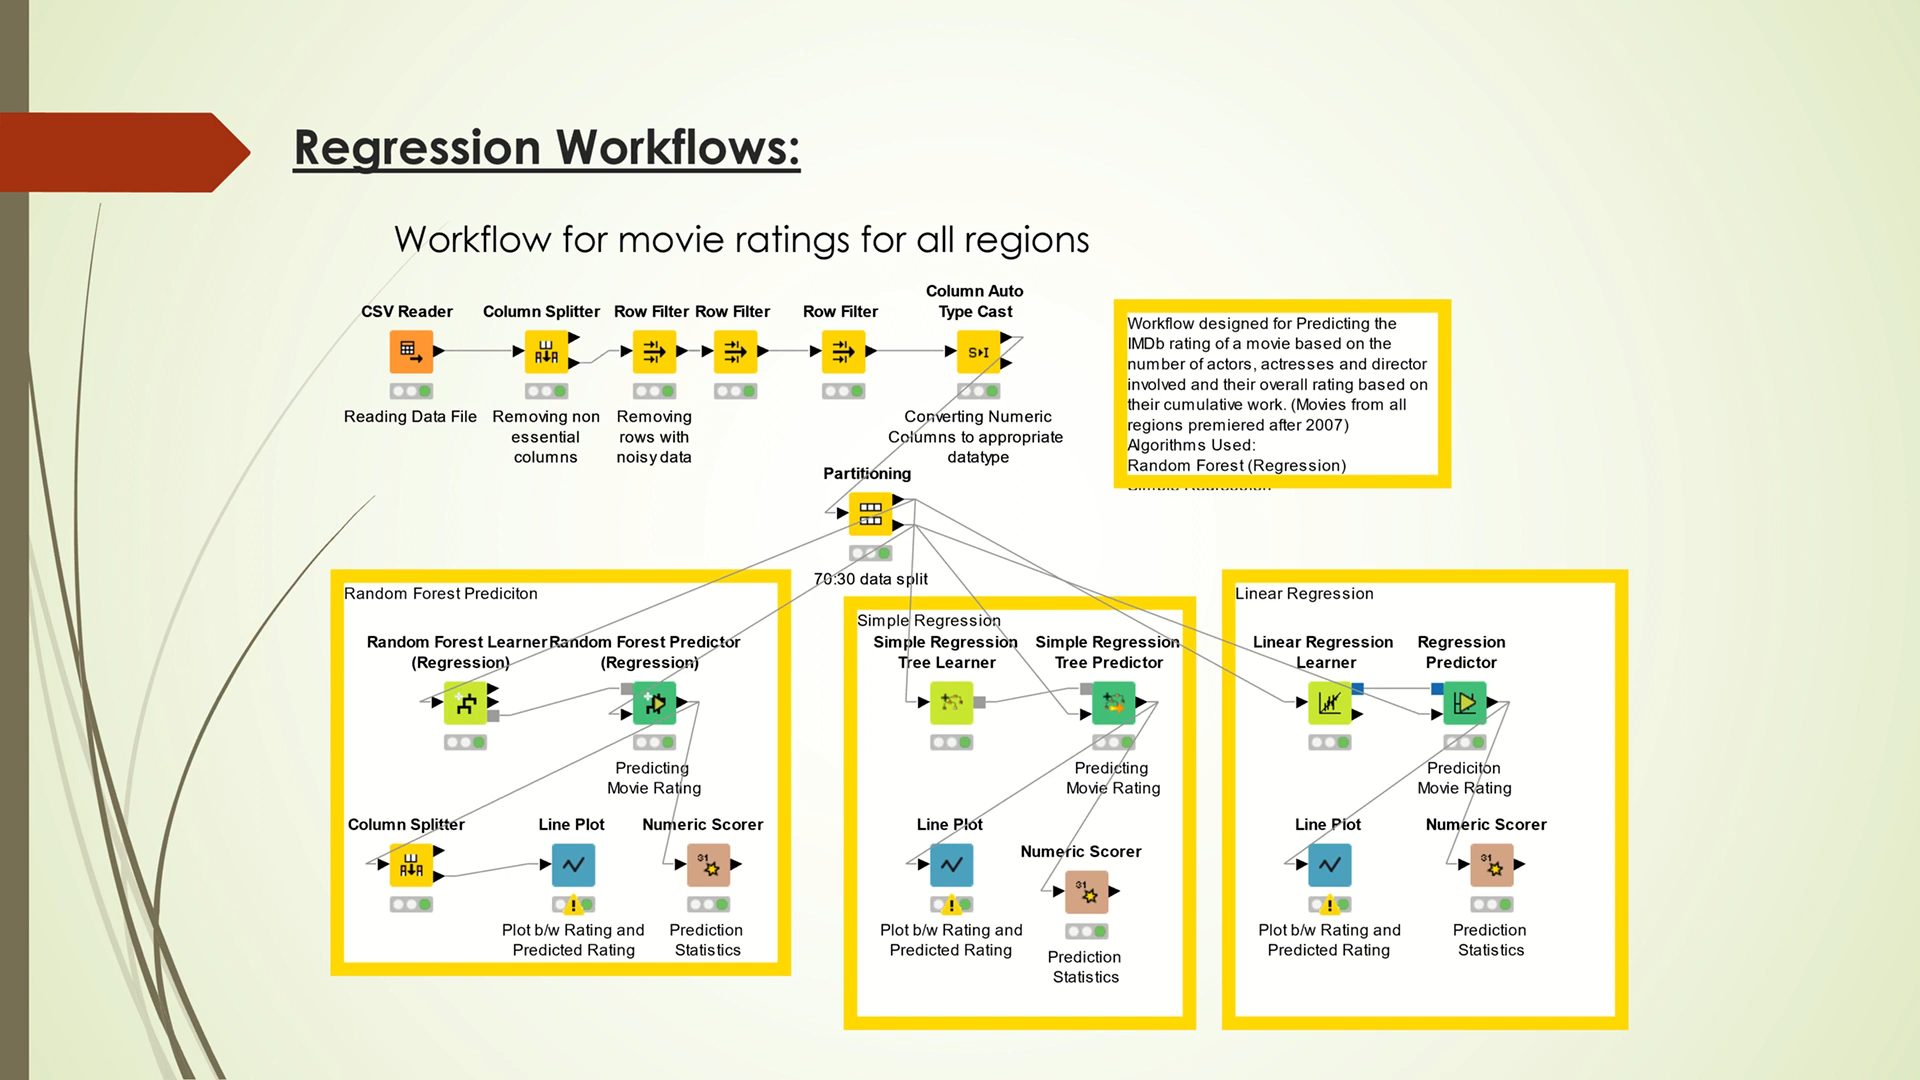 Regression Workflows:
Workflow for movie ratings for all regions
CSV Reader
Column Splitter
Row Filter
Row Filter
Row Filter
Column Auto
Type Cast
S▸I
Reading Data File
Removing non
essential
columns
Removing
rows with
noisy data
Converting Numeric
Columns to appropriate
datatype
Workflow designed for Predicting the
IMDb rating of a movie based on the
number of actors, actresses and director
involved and their overall rating based on
their cumulative work. (Movies from all
regions premiered after 2007)
Algorithms Used:
Random Forest (Regression)
Partitioning
70:30 data split
Random Forest Prediciton
Random Forest Learner
(Regression)
Random Forest Predictor
(Regression)
Predicting
Movie Rating
Column Splitter
Line Plot
Numeric Scorer
Plot b/w Rating and
Predicted Rating
Prediction
Statistics
Simple Regression
Simple Regression
Tree Learner
Simple Regression
Tree Predictor
Predicting
Movie Rating
Line Plot
Numeric Scorer
Plot b/w Rating and
Predicted Rating
Prediction
Statistics
Linear Regression
Linear Regression
Learner
Regression
Predictor
Prediciton
Movie Rating
Line Plot
Numeric Scorer
Plot b/w Rating and
Predicted Rating
Prediction
Statistics